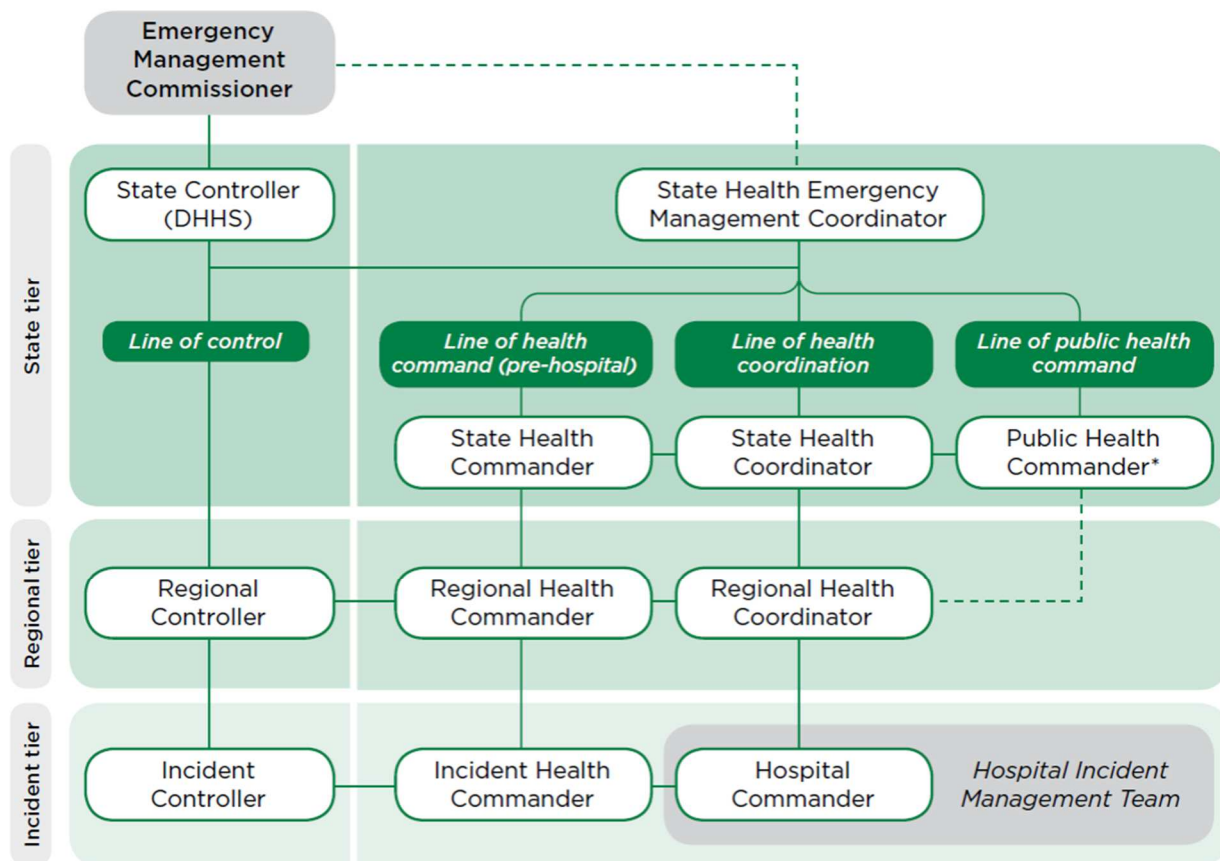 Emergency
Management
Commissioner
State tier
State Controller
(DHHS)
State Health Emergency
Management Coordinator
Line of control
Line of health
command (pre-hospital)
Line of health
coordination
Line of public health
command
State Health
Commander
State Health
Coordinator
Public Health
Commander*
Regional tier
Regional
Controller
Regional Health
Commander
Regional Health
Coordinator
Incident tier
Incident
Controller
Incident Health
Commander
Hospital
Commander
Hospital Incident
Management Team